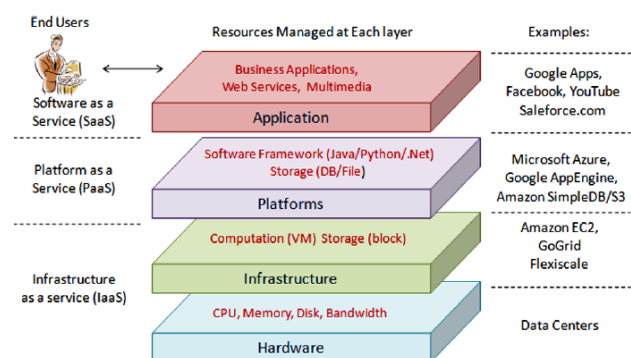 End Users
Resources Managed at Each layer
Examples:
Software as a
Service (SaaS)
Business Applications,
Web Services, Multimedia
Application
Google Apps,
Facebook, YouTube
Saleforce.com
Platform as a
Service (PaaS)
Software Framework (Java/Python/.Net)
Storage (DB/File)
Platforms
Microsoft Azure,
Google AppEngine,
Amazon SimpleDB/S3
Infrastructure
as a service (IaaS)
Computation (VM) Storage (block)
Infrastructure
Amazon EC2,
GoGrid
Flexiscale
CPU, Memory, Disk, Bandwidth
Hardware
Data Centers